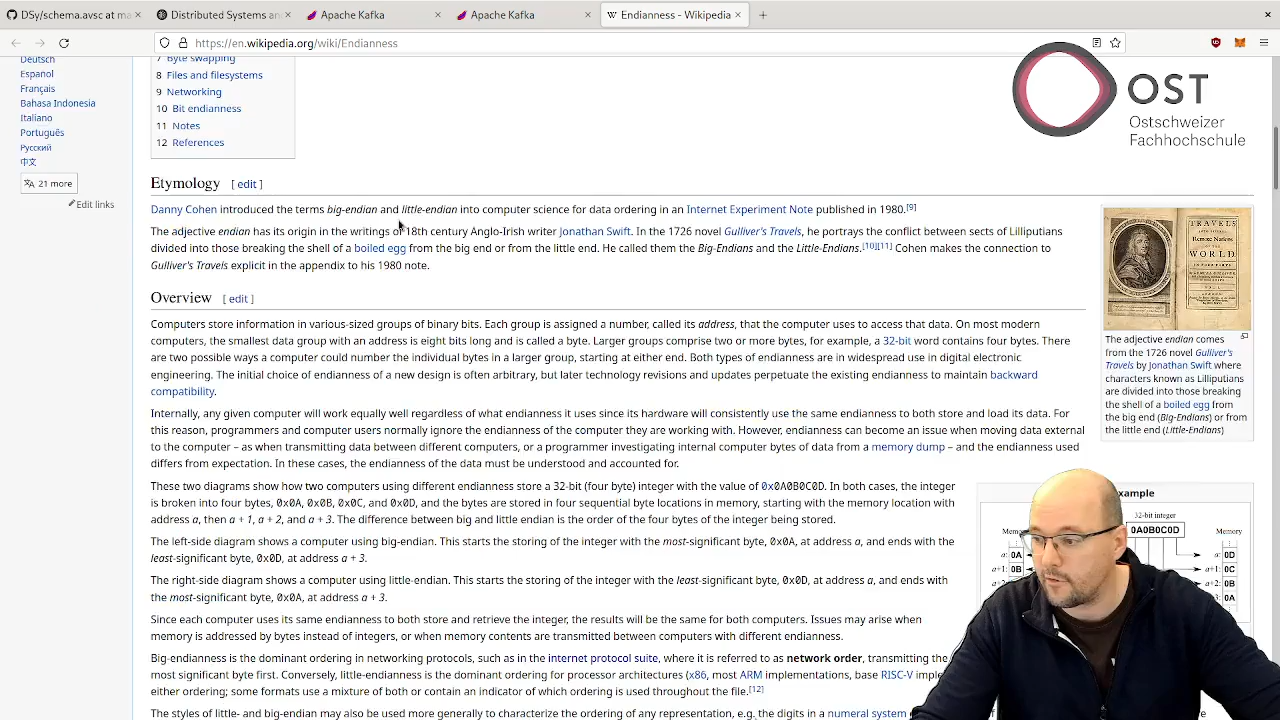 DSy/schema.avsc at ma
Distributed Systems an
Apache Kafka
Apache Kafka
Endianness - Wikipedia
https://en.wikipedia.org/wiki/Endianness
OST
Ostschweizer
Fachhochschule
Deutsch
Español
Français
Bahasa Indonesia
Italiano
Português
Русский
中文
21 more
Edit links
7 Byte swapping
8 Files and filesystems
9 Networking
10 Bit endianness
11 Notes
12 References
Etymology [ edit ]
Danny Cohen introduced the terms big-endian and little-endian into computer science for data ordering in an Internet Experiment Note published in 1980.[9]
The adjective endian has its origin in the writings of 18th century Anglo-Irish writer Jonathan Swift. In the 1726 novel Gulliver's Travels, he portrays the conflict between sects of Lilliputians
divided into those breaking the shell of a boiled egg from the big end or from the little end. He called them the Big-Endians and the Little-Endians.[10][11] Cohen makes the connection to
Gulliver's Travels explicit in the appendix to his 1980 note.
Overview [ edit ]
Computers store information in various-sized groups of binary bits. Each group is assigned a number, called its address, that the computer uses to access that data. On most modern
computers, the smallest data group with an address is eight bits long and is called a byte. Larger groups comprise two or more bytes, for example, a 32-bit word contains four bytes. There
are two possible ways a computer could number the individual bytes in a larger group, starting at either end. Both types of endianness are in widespread use in digital electronic
engineering. The initial choice of endianness of a new design is often arbitrary, but later technology revisions and updates perpetuate the existing endianness to maintain backward
compatibility.
Internally, any given computer will work equally well regardless of what endianness it uses since its hardware will consistently use the same endianness to both store and load its data. For
this reason, programmers and computer users normally ignore the endianness of the computer they are working with. However, endianness can become an issue when moving data external
to the computer – as when transmitting data between different computers, or a programmer investigating internal computer bytes of data from a memory dump – and the endianness used
differs from expectation. In these cases, the endianness of the data must be understood and accounted for.
These two diagrams show how two computers using different endianness store a 32-bit (four byte) integer with the value of 0x0A0B0C0D. In both cases, the integer
is broken into four bytes, 0x0A, 0x0B, 0x0C, and 0x0D, and the bytes are stored in four sequential byte locations in memory, starting with the memory location with
address a, then a + 1, a + 2, and a + 3. The difference between big and little endian is the order of the four bytes of the integer being stored.
The left-side diagram shows a computer using big-endian. This starts the storing of the integer with the most-significant byte, 0x0A, at address a, and ends with the
least-significant byte, 0x0D, at address a + 3.
The right-side diagram shows a computer using little-endian. This starts the storing of the integer with the least-significant byte, 0x0D, at address a, and ends with
the most-significant byte, 0x0A, at address a + 3.
Since each computer uses its same endianness to both store and retrieve the integer, the results will be the same for both computers. Issues may arise when
memory is addressed by bytes instead of integers, or when memory contents are transmitted between computers with different endianness.
Big-endianness is the dominant ordering in networking protocols, such as in the internet protocol suite, where it is referred to as network order, transmitting the
most significant byte first. Conversely, little-endianness is the dominant ordering for processor architectures (x86, most ARM implementations, base RISC-V imple
either ordering, some formats use a mixture of both or contain an indicator of which ordering is used throughout the file.[12]
The styles of little- and big-endian may also be used more generally to characterize the ordering of any representation, e.g. the digits in a numeral system
The adjective endian comes
from the 1726 novel Gulliver's
Travels by Jonathan Swift where
characters known as Lilliputians
are divided into those breaking
the shell of a boiled egg from
the big end (Big-Endians) or from
the little end (Little-Endians)
xample
32-bit integer
0A0B0C0D
Memory
a: 0D
a+1: 0C
a+2: 0B
0A
a: 0A
a+1: 0B